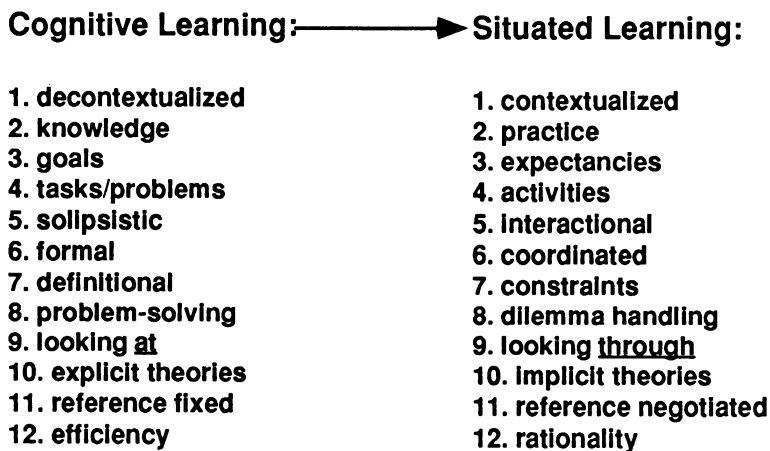 Cognitive Learning:
1. decontextualized
2. knowledge
3. goals
4. tasks/problems
5. solipsistic
6. formal
7. definitional
8. problem-solving
9. looking at
10. explicit theories
11. reference fixed
12. efficiency
Situated Learning:
1. contextualized
2. practice
3. expectancies
4. activities
5. interactional
6. coordinated
7. constraints
8. dilemma handling
9. looking through
10. implicit theories
11. reference negotiated
12. rationality